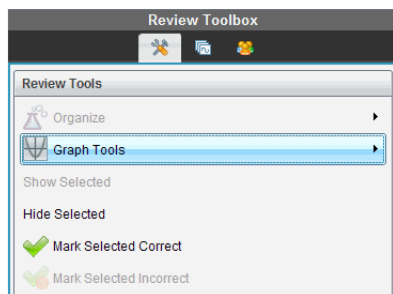 Review Toolbox
Review Tools
Organize
Graph Tools
Show Selected
Hide Selected
Mark Selected Correct
Mark Selected Incorrect